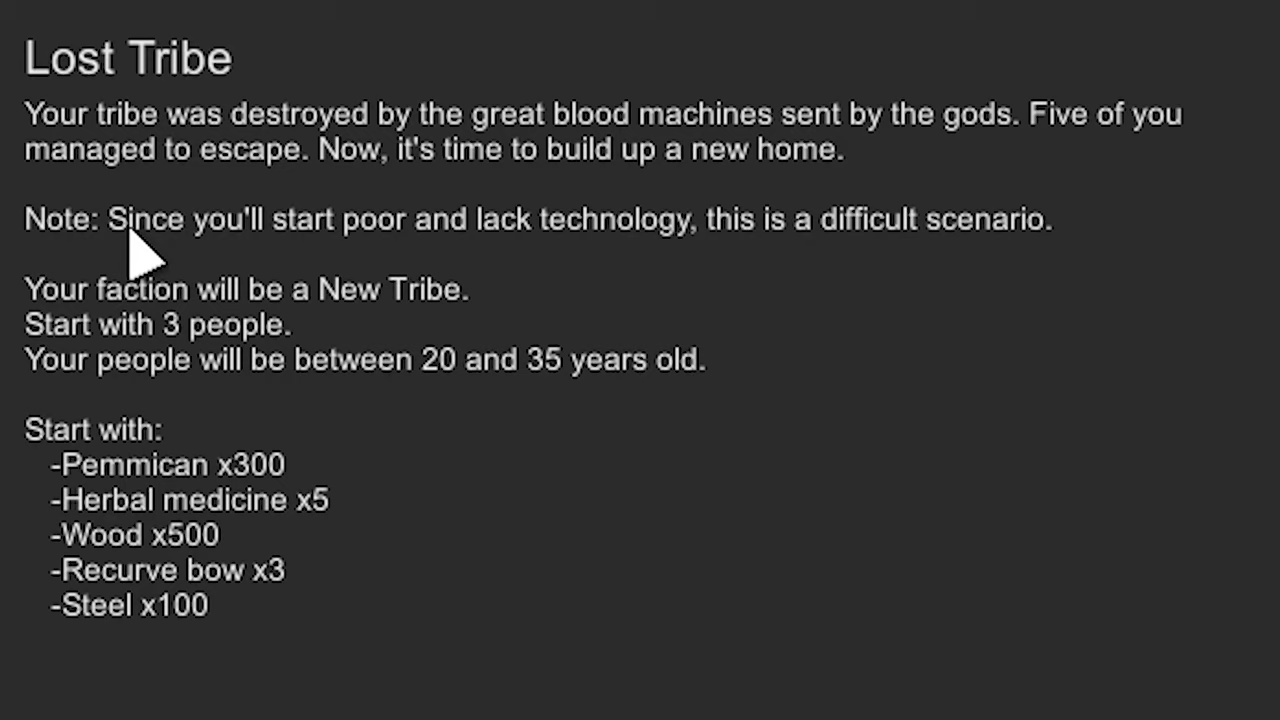 Lost Tribe
Your tribe was destroyed by the great blood machines sent by the gods. Five of you
managed to escape. Now, it's time to build up a new home.
Note: Since you'll start poor and lack technology, this is a difficult scenario.
Your faction will be a New Tribe.
Start with 3 people.
Your people will be between 20 and 35 years old.
Start with:
-Pemmican x300
-Herbal medicine x5
-Wood x500
-Recurve bow x3
-Steel x100